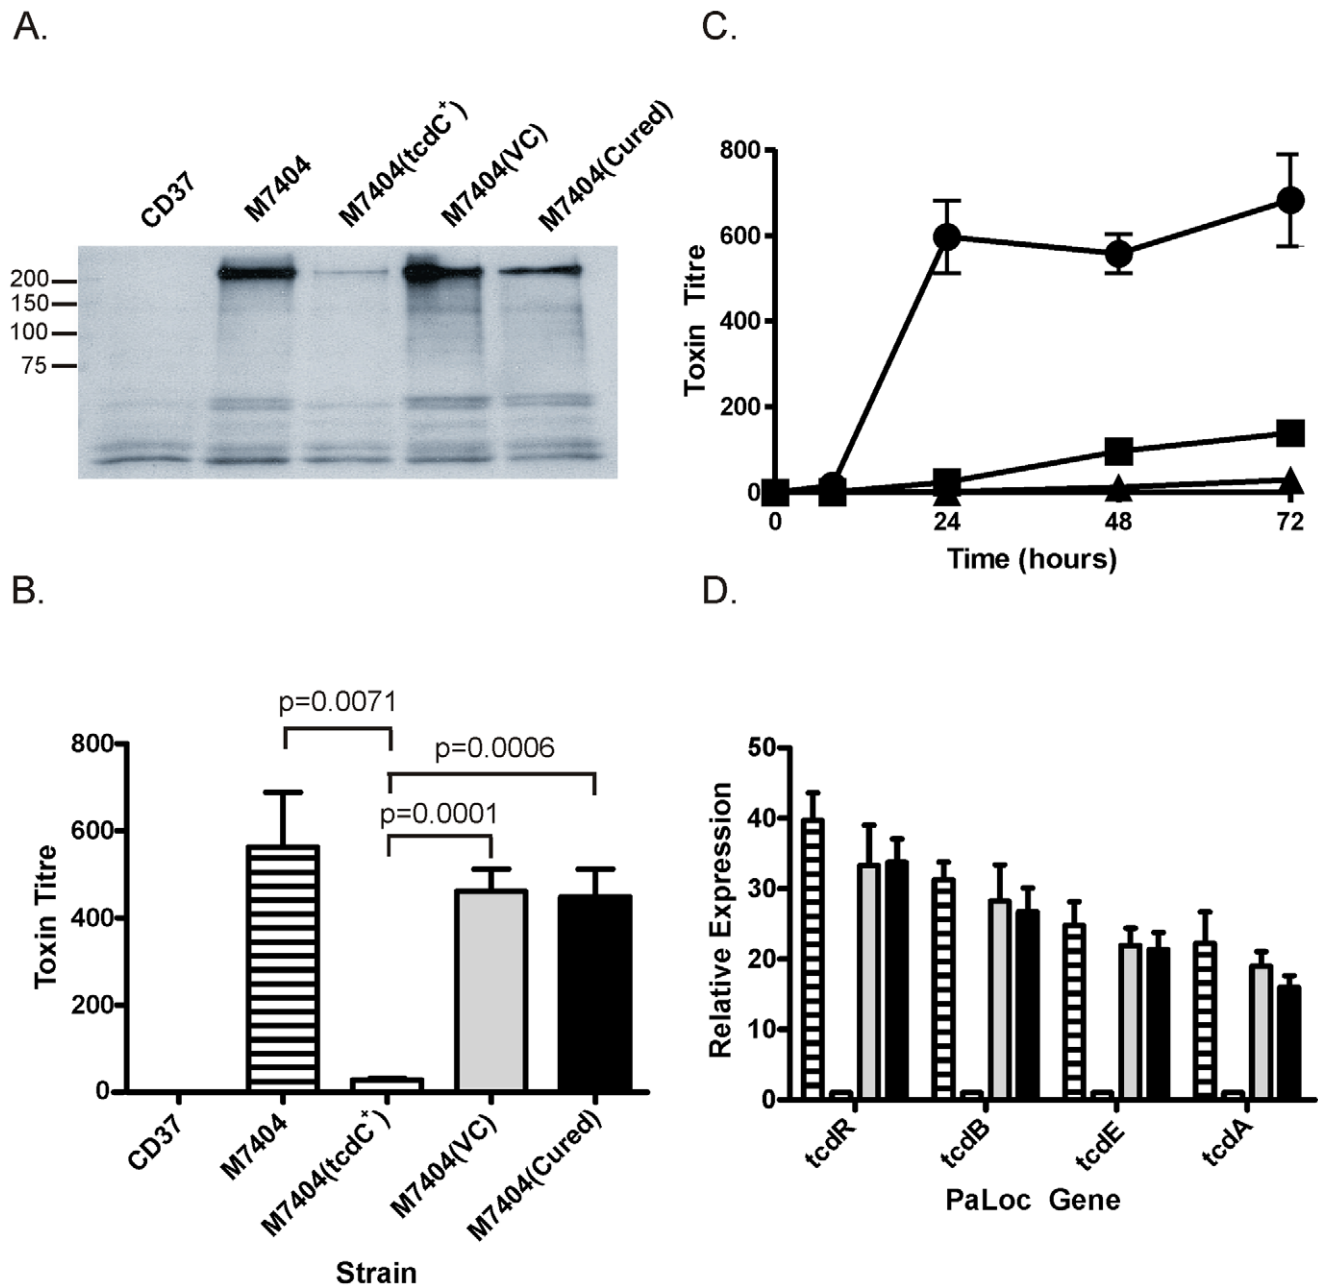 A.
CD37
M7404
M7404(tcdC+)
M7404(VC)
M7404(Cured)
200
150
100
75
C.
800
600
400
200
0
Toxin Titre
0
24
48
72
Time (hours)
B.
p=0.0071
p=0.0006
p=0.0001
800
600
400
200
0
Toxin Titre
CD37
M7404
M7404(tcdC+)
M7404(VC)
M7404(Cured)
Strain
D.
50
40
30
20
10
0
Relative Expression
tcdR
tcdB
tcdE
tcdA
PaLoc Gene